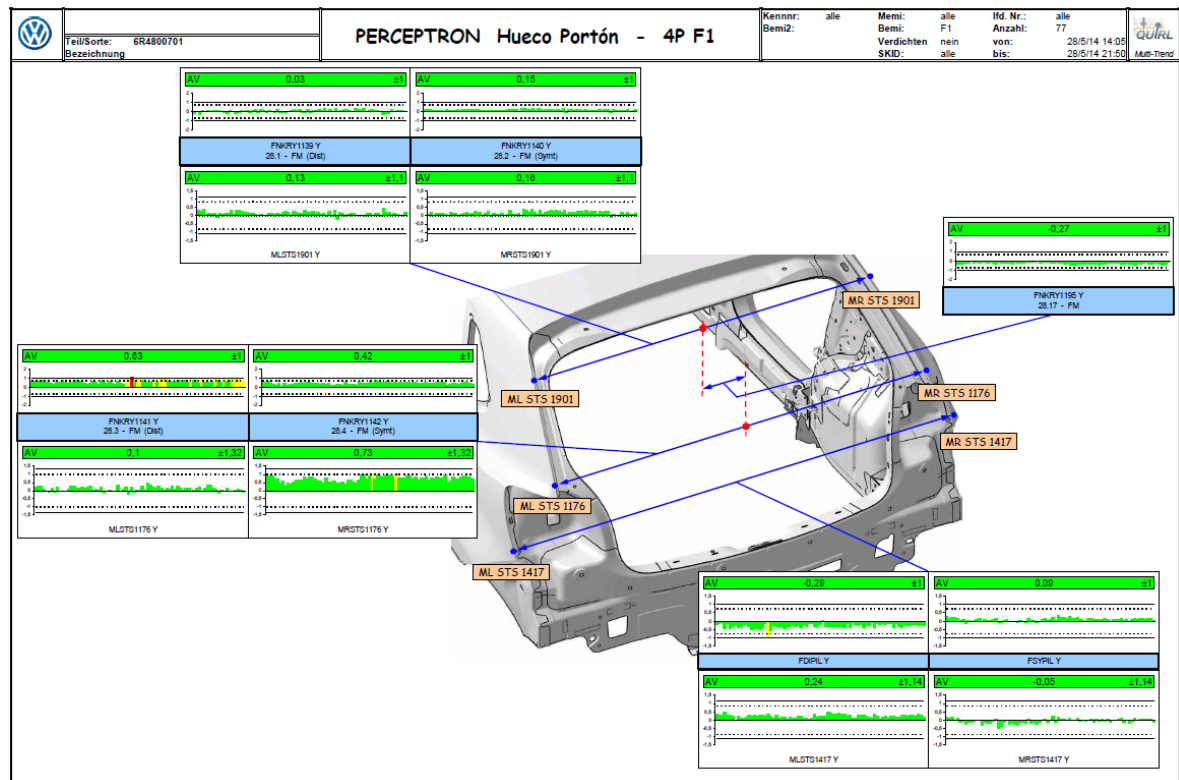 Teil/Sorte: 6R4800701
Bezeichnung
PERCEPTRON Hueco Portón - 4P F1
Kennnr: alle Memi: alle lfd. Nr.: alle
Bemi2: Bemi: F1 Anzahl: 77
Verdichten nein von: 28/5/14 14:05
SKID: alle bis: 28/5/14 21:50
QUIRL
Multi-Trend
AV 0,03 ±1
AV 0,15 ±1
FNKRY1139 Y
28.1 - FM (Dist)
FNKRY1140 Y
28.2 - FM (Symt)
AV 0,13 ±1,1
AV 0,16 ±1,1
MLSTS1901 Y
MRSTS1901 Y
AV -0,27 ±1
FNKRY1195 Y
28.17 - FM
MR STS 1901
ML STS 1901
AV 0,63 ±1
AV 0,42 ±1
FNKRY1141 Y
28.3 - FM (Dist)
FNKRY1142 Y
28.4 - FM (Symt)
AV 0,1 ±1,32
AV 0,73 ±1,32
MLSTS1176 Y
MRSTS1176 Y
MR STS 1176
MR STS 1417
ML STS 1176
ML STS 1417
AV -0,29 ±1
AV 0,09 ±1
FDIPIL Y
FSYPIL Y
AV 0,24 ±1,14
AV -0,05 ±1,14
MLSTS1417 Y
MRSTS1417 Y